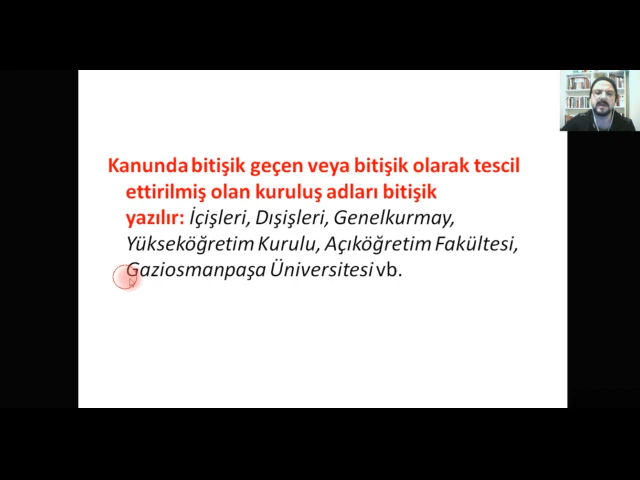 Kanunda bitişik geçen veya bitişik olarak tescil
ettirilmiş olan kuruluş adları bitişik
yazılır: İçişleri, Dışişleri, Genelkurmay,
Yükseköğretim Kurulu, Açıköğretim Fakültesi,
Gaziosmanpaşa Üniversitesi vb.